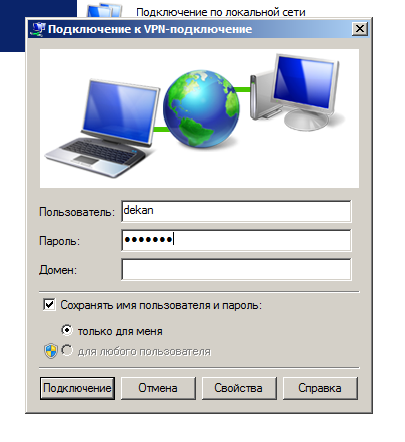 Подключение по локальной сети
Подключение к VPN-подключение
Пользователь: dekan
Пароль: •••••••
Домен:
Сохранять имя пользователя и пароль:
только для меня
для любого пользователя
Подключение Отмена Свойства Справка